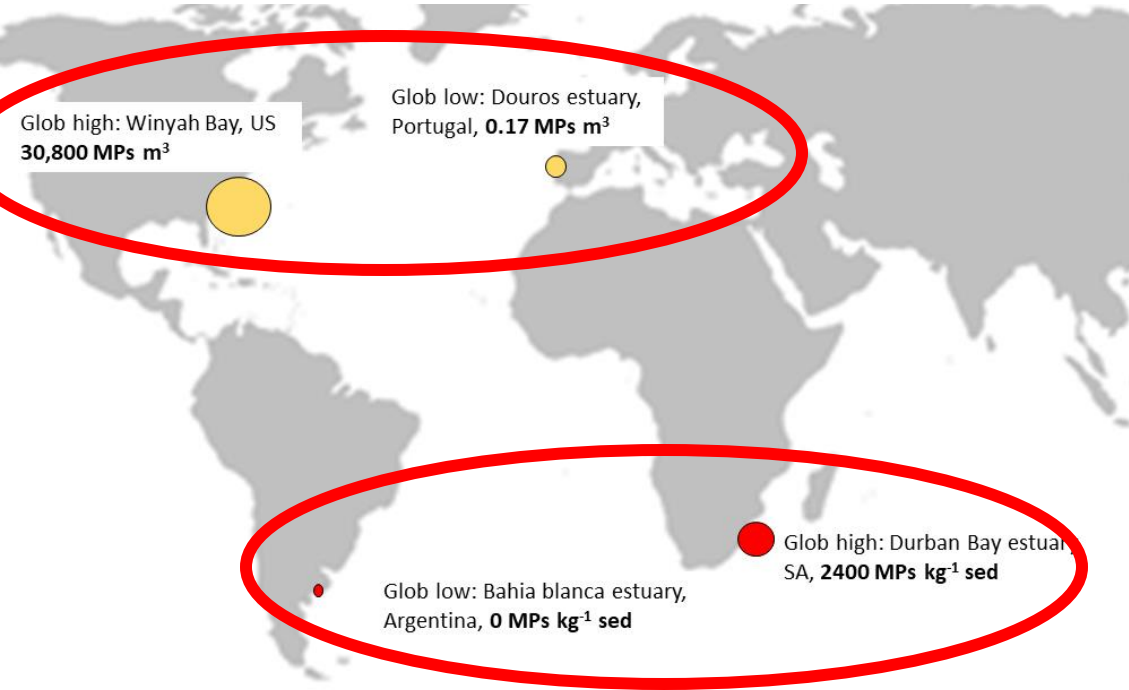 Glob high: Winyah Bay, US
30,800 MPs m³
Glob low: Douros estuary,
Portugal, 0.17 MPs m³
Glob high: Durban Bay estuary,
SA, 2400 MPs kg⁻¹ sed
Glob low: Bahia blanca estuary,
Argentina, 0 MPs kg⁻¹ sed